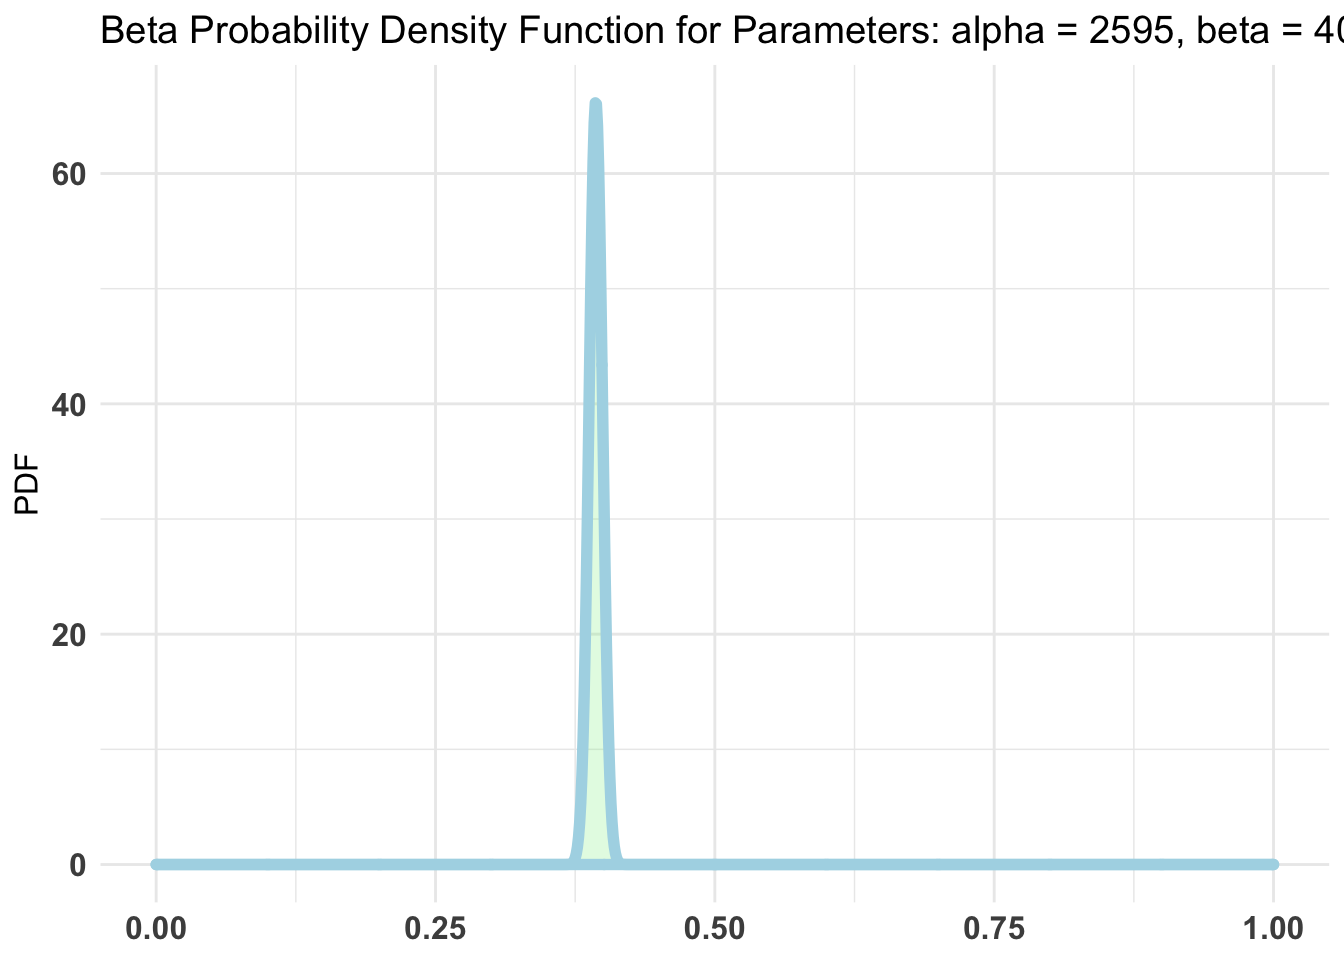 Beta Probability Density Function for Parameters: alpha = 2595, beta = 40
60
40
20
0
PDF
0.00 0.25 0.50 0.75 1.00